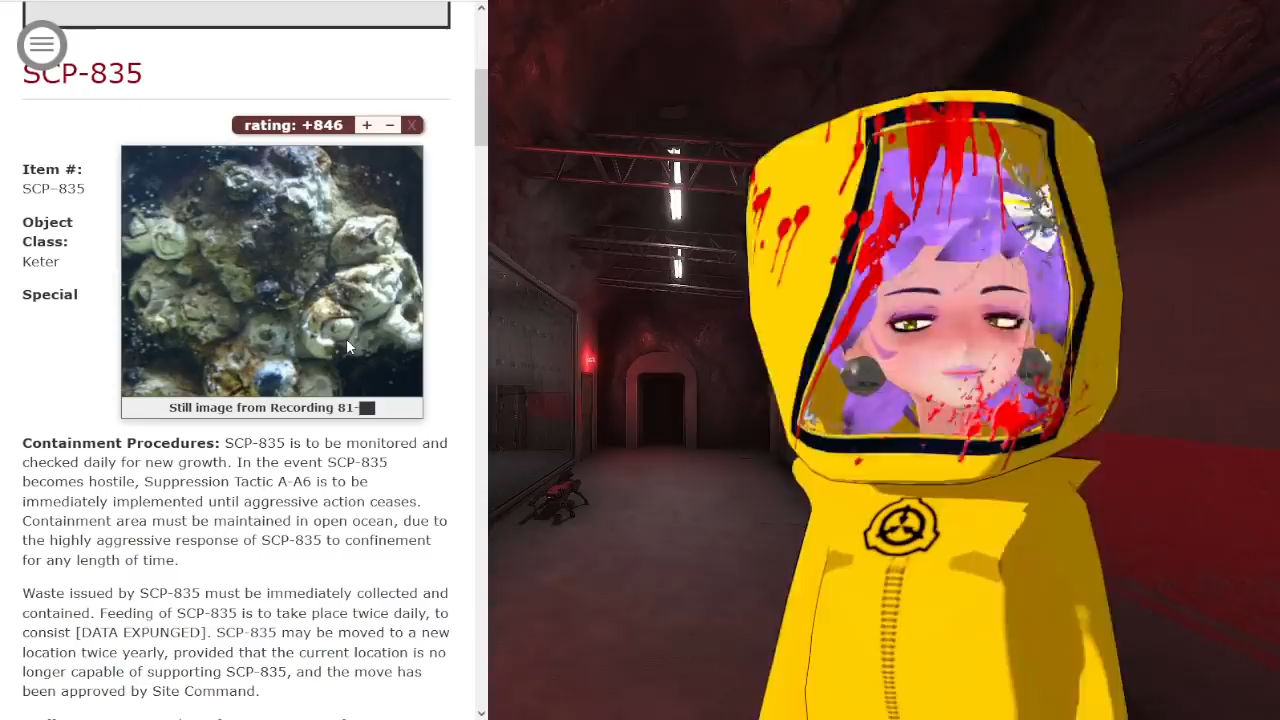 SCP-835
rating: +846 + − X
Item #:
SCP-835
Object
Class:
Keter
Special
Still image from Recording 81-█
Containment Procedures: SCP-835 is to be monitored and
checked daily for new growth. In the event SCP-835
becomes hostile, Suppression Tactic A-A6 is to be
immediately implemented until aggressive action ceases.
Containment area must be maintained in open ocean, due to
the highly aggressive response of SCP-835 to confinement
for any length of time.
Waste issued by SCP-835 must be immediately collected and
contained. Feeding of SCP-835 is to take place twice daily, to
consist [DATA EXPUNGED]. SCP-835 may be moved to a new
location twice yearly, provided that the current location is no
longer capable of supporting SCP-835, and the move has
been approved by Site Command.